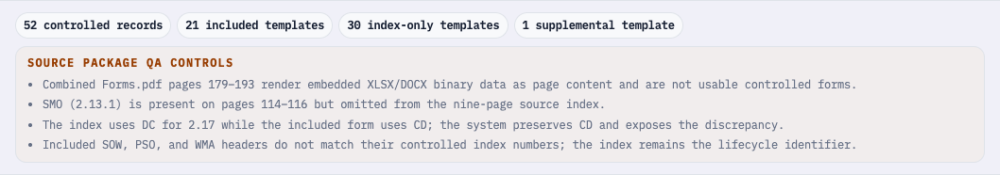 52 controlled records 21 included templates 30 index-only templates 1 supplemental template
SOURCE PACKAGE QA CONTROLS
• Combined Forms.pdf pages 179–193 render embedded XLSX/DOCX binary data as page content and are not usable controlled forms.
• SMO (2.13.1) is present on pages 114–116 but omitted from the nine-page source index.
• The index uses DC for 2.17 while the included form uses CD; the system preserves CD and exposes the discrepancy.
• Included SOW, PSO, and WMA headers do not match their controlled index numbers; the index remains the lifecycle identifier.